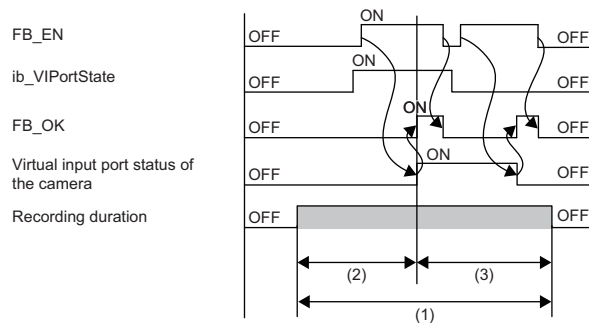 FB_EN OFF ON OFF
ib_VIPortState OFF ON OFF
FB_OK OFF ON OFF
Virtual input port status of
the camera OFF ON OFF
Recording duration OFF OFF
(2) (3)
(1)